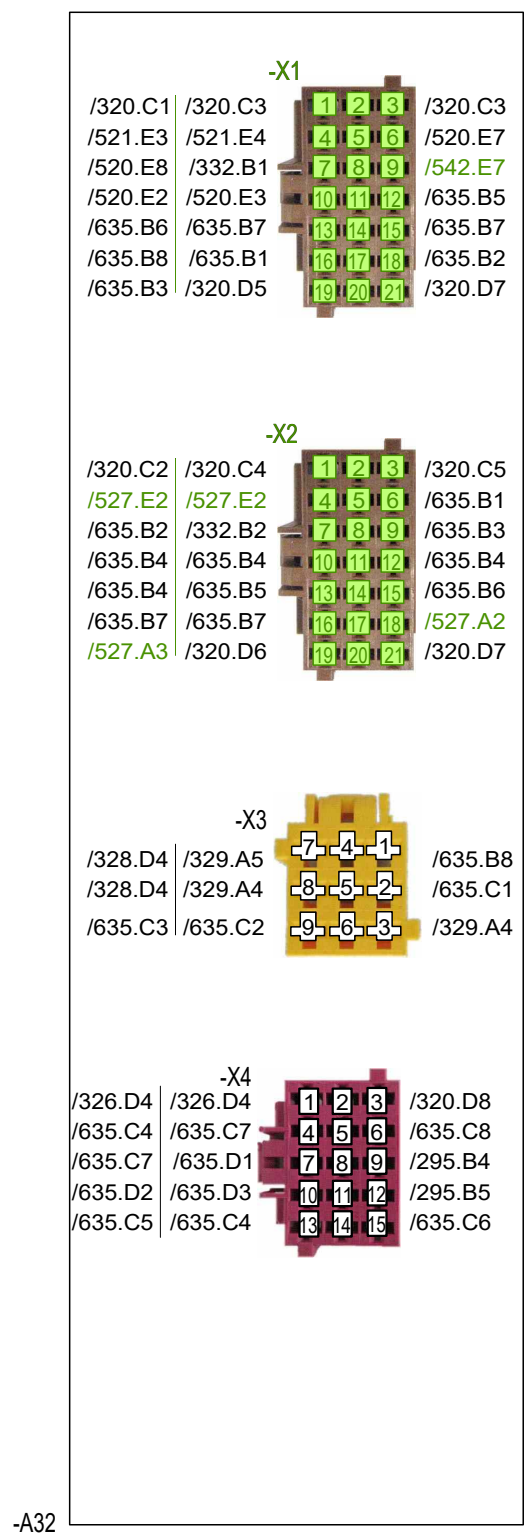 -X1
/320.C1 /320.C3 1 2 3 /320.C3
/521.E3 /521.E4 4 5 6 /520.E7
/520.E8 /332.B1 7 8 9 /542.E7
/520.E2 /520.E3 10 11 12 /635.B5
/635.B6 /635.B7 13 14 15 /635.B7
/635.B8 /635.B1 16 17 18 /635.B2
/635.B3 /320.D5 19 20 21 /320.D7
-X2
/320.C2 /320.C4 1 2 3 /320.C5
/527.E2 /527.E2 4 5 6 /635.B1
/635.B2 /332.B2 7 8 9 /635.B3
/635.B4 /635.B4 10 11 12 /635.B4
/635.B4 /635.B5 13 14 15 /635.B6
/635.B7 /635.B7 16 17 18 /527.A2
/527.A3 /320.D6 19 20 21 /320.D7
-X3
/328.D4 /329.A5 7 4 1 /635.B8
/328.D4 /329.A4 8 5 2 /635.C1
/635.C3 /635.C2 9 6 3 /329.A4
-X4
/326.D4 /326.D4 1 2 3 /320.D8
/635.C4 /635.C7 4 5 6 /635.C8
/635.C7 /635.D1 7 8 9 /295.B4
/635.D2 /635.D3 10 11 12 /295.B5
/635.C5 /635.C4 13 14 15 /635.C6
-A32